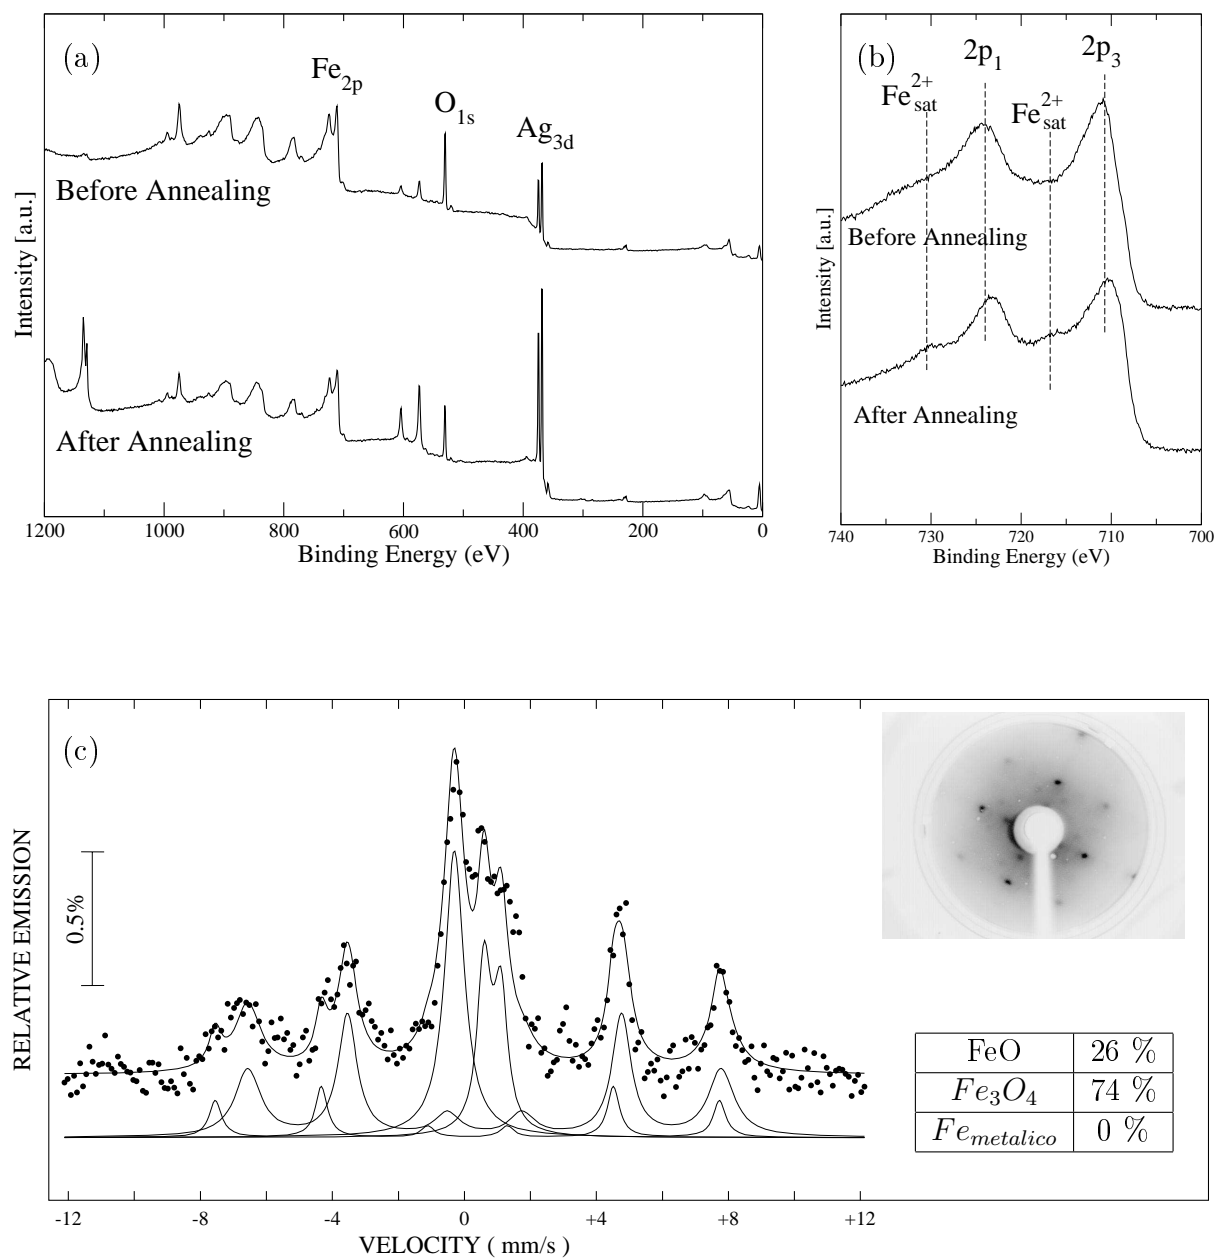 (a)
Fe2p
O1s
Ag3d
Before Annealing
After Annealing
Intensity [a.u.]
1200 1000 800 600 400 200 0
Binding Energy (eV)
(b)
2p1 2p3
Fe2+sat Fe2+sat
Before Annealing
After Annealing
Intensity [a.u.]
740 730 720 710 700
Binding Energy (eV)
(c)
RELATIVE EMISSION
0.5%
FeO 26 %
Fe3O4 74 %
Femetalico 0 %
-12 -8 -4 0 +4 +8 +12
VELOCITY ( mm/s )